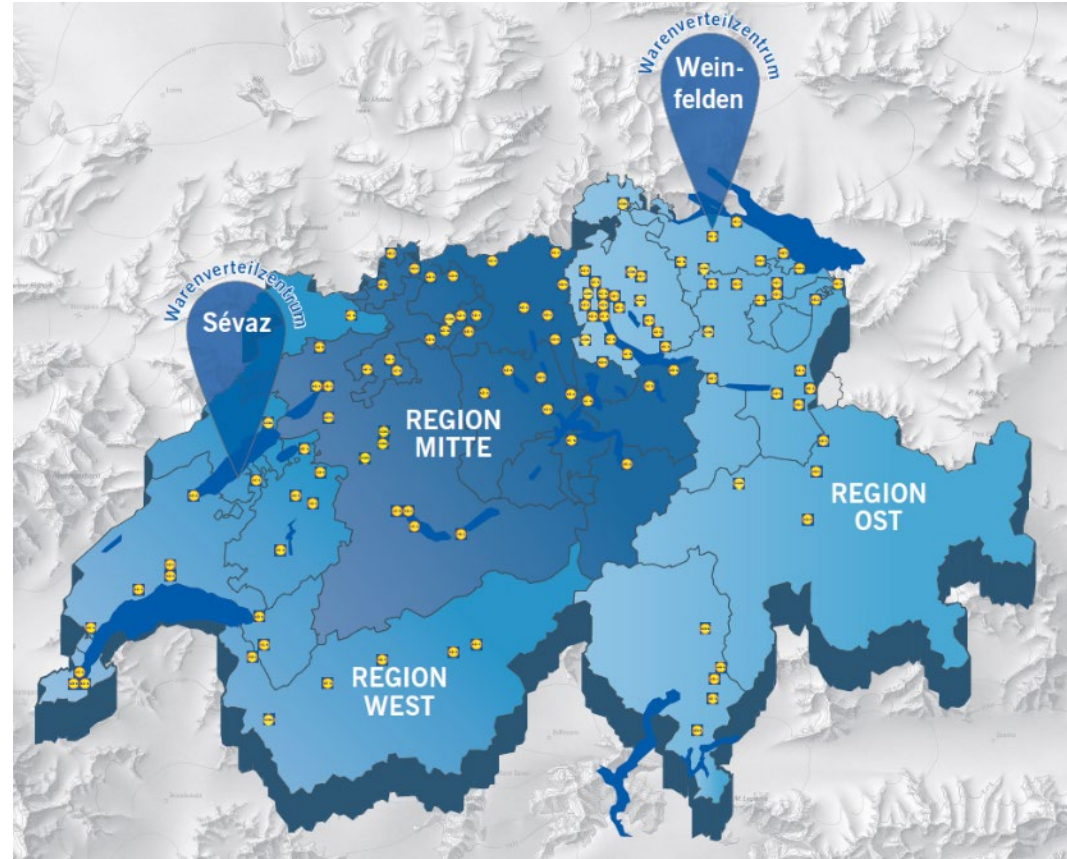 Warenverteilzentrum
Wein-
felden
Warenverteilzentrum
Sévaz
REGION
MITTE
REGION
OST
REGION
WEST